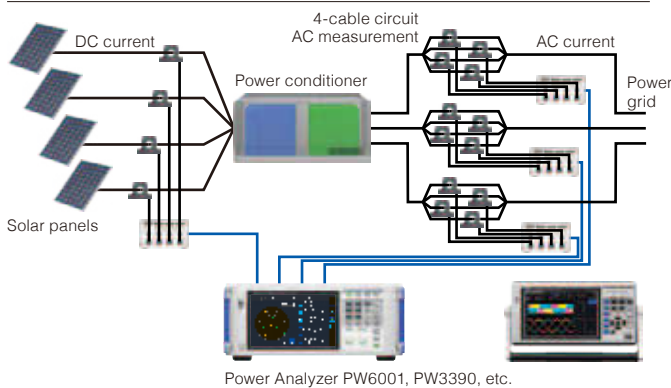 4-cable circuit
AC measurement
DC current
AC current
Power conditioner
Power
grid
Solar panels
Power Analyzer PW6001, PW3390, etc.